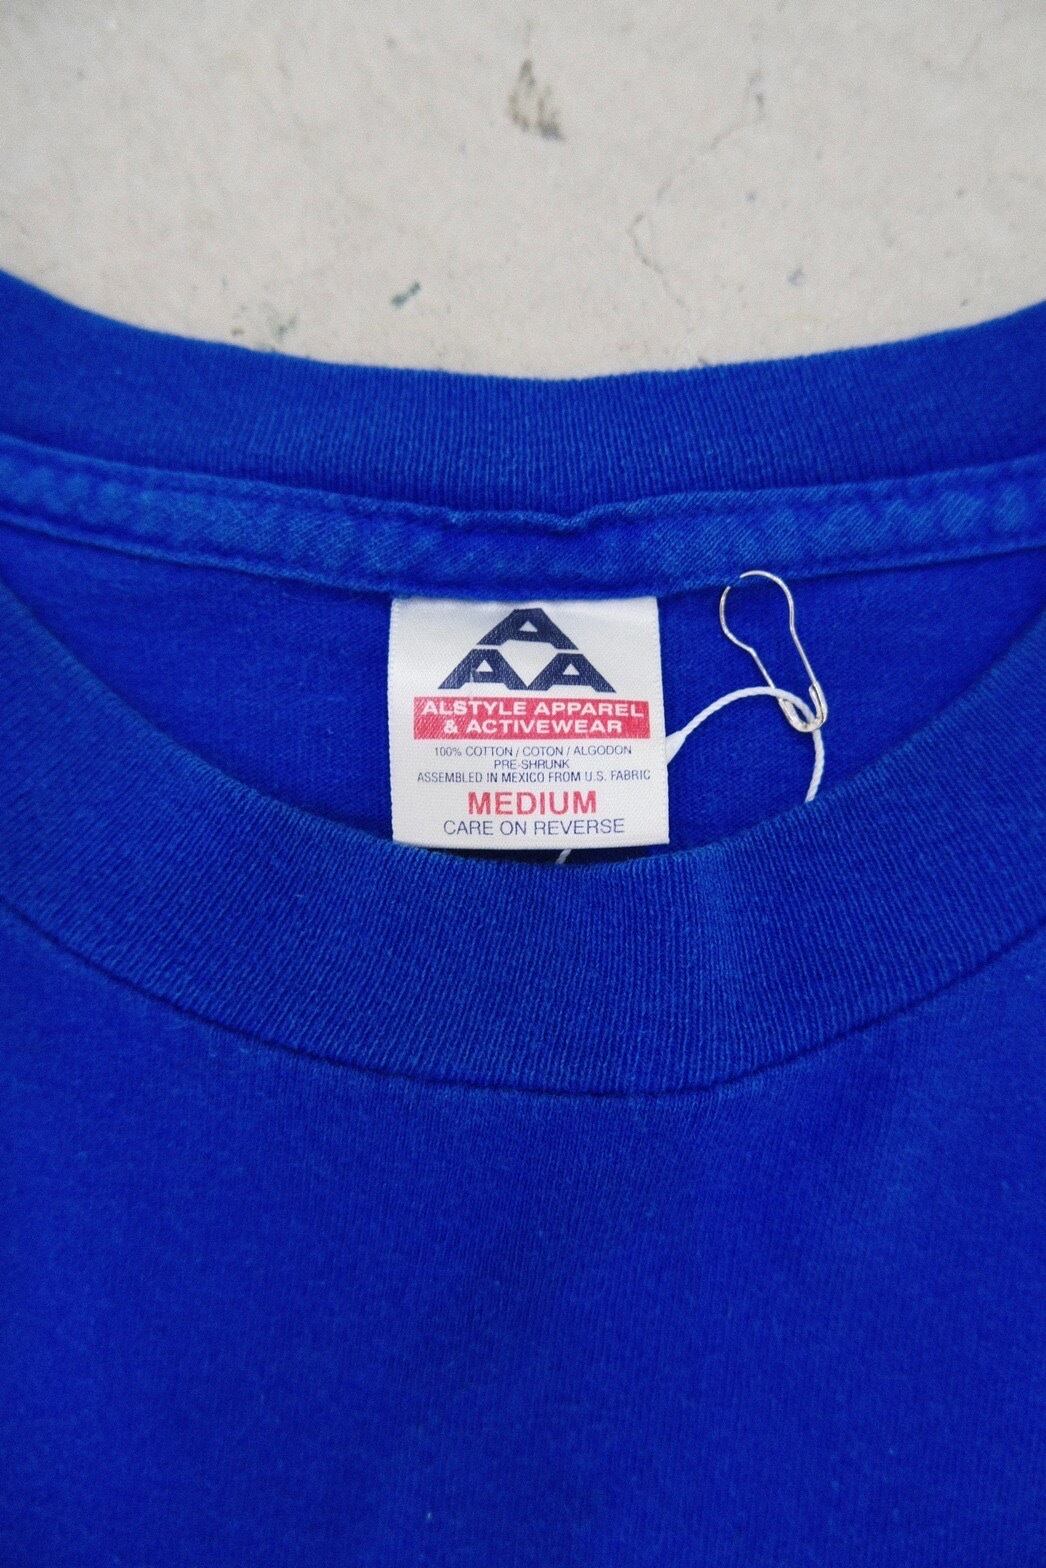 A
A A
ALSTYLE APPAREL
& ACTIVEWEAR
100% COTTON / COTON / ALGODON
PRE-SHRUNK
ASSEMBLED IN MEXICO FROM U.S. FABRIC
MEDIUM
CARE ON REVERSE